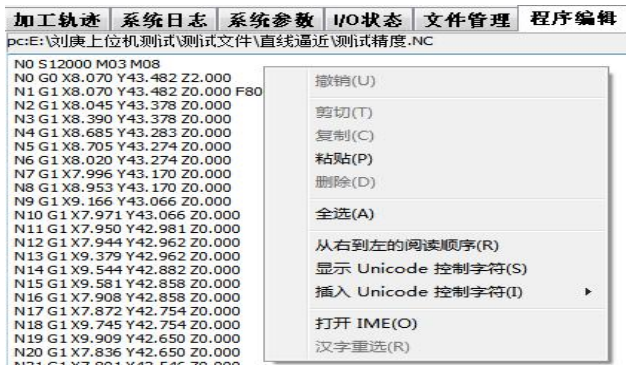 加工轨迹 系统日志 系统参数 I/O状态 文件管理 程序编辑
pc:E:\刘庚上位机测试\测试文件\直线逼近\测试精度.NC
N0 S12000 M03 M08
N0 G0 X8.070 Y43.482 Z2.000
N1 G1 X8.070 Y43.482 Z0.000 F80
N2 G1 X8.045 Y43.378 Z0.000
N3 G1 X8.390 Y43.378 Z0.000
N4 G1 X8.685 Y43.283 Z0.000
N5 G1 X8.705 Y43.274 Z0.000
N6 G1 X8.020 Y43.274 Z0.000
N7 G1 X7.996 Y43.170 Z0.000
N8 G1 X8.953 Y43.170 Z0.000
N9 G1 X9.166 Y43.066 Z0.000
N10 G1 X7.971 Y43.066 Z0.000
N11 G1 X7.950 Y42.981 Z0.000
N12 G1 X7.944 Y42.962 Z0.000
N13 G1 X9.379 Y42.962 Z0.000
N14 G1 X9.544 Y42.882 Z0.000
N15 G1 X9.581 Y42.858 Z0.000
N16 G1 X7.908 Y42.858 Z0.000
N17 G1 X7.872 Y42.754 Z0.000
N18 G1 X9.745 Y42.754 Z0.000
N19 G1 X9.909 Y42.650 Z0.000
N20 G1 X7.836 Y42.650 Z0.000
撤销(U)
剪切(T)
复制(C)
粘贴(P)
删除(D)
全选(A)
从右到左的阅读顺序(R)
显示 Unicode 控制字符(S)
插入 Unicode 控制字符(I)
打开 IME(O)
汉字重选(R)